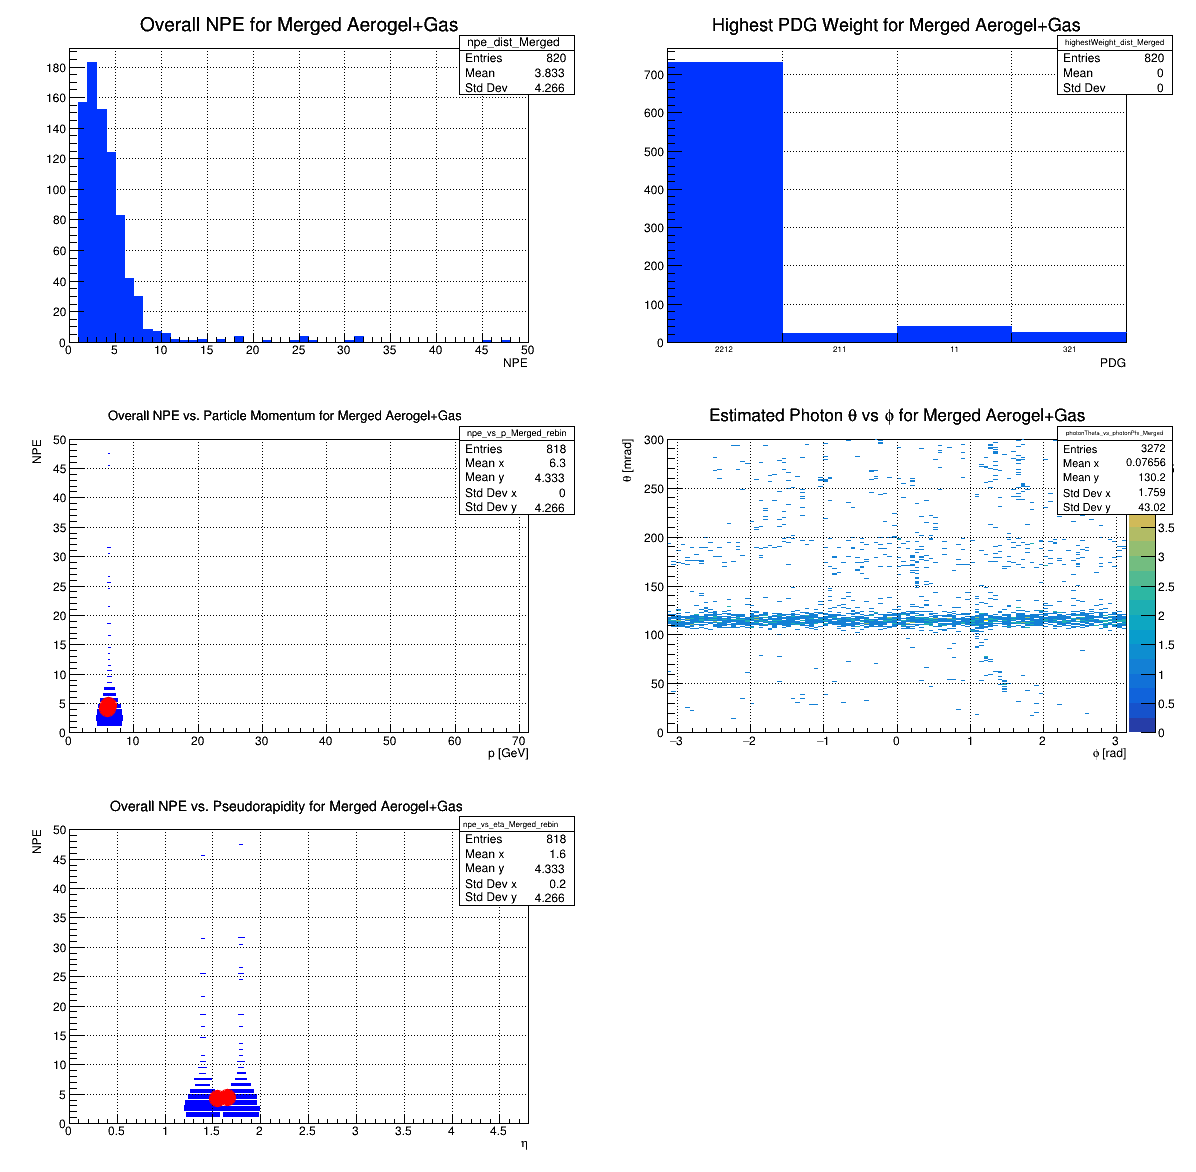 Overall NPE for Merged Aerogel+Gas
npe_dist_Merged
Entries 820
Mean 3.833
Std Dev 4.266
180
160
140
120
100
80
60
40
20
0
0 5 10 15 20 25 30 35 40 45 50
NPE
Highest PDG Weight for Merged Aerogel+Gas
highestWeight_dist_Merged
Entries 820
Mean 0
Std Dev 0
700
600
500
400
300
200
100
0
2212 211 11 321
PDG
Overall NPE vs. Particle Momentum for Merged Aerogel+Gas
NPE
npe_vs_p_Merged_rebin
Entries 818
Mean x 6.3
Mean y 4.333
Std Dev x 0
Std Dev y 4.266
50
45
40
35
30
25
20
15
10
5
0
0 10 20 30 40 50 60 70
p [GeV]
Estimated Photon θ vs ϕ for Merged Aerogel+Gas
θ [mrad]
photonTheta_vs_photonPhi_Merged
Entries 3272
Mean x 0.07656
Mean y 130.2
Std Dev x 1.759
Std Dev y 43.02
300
250
200
150
100
50
0
−3 −2 −1 0 1 2 3
ϕ [rad]
3.5
3
2.5
2
1.5
1
0.5
0
Overall NPE vs. Pseudorapidity for Merged Aerogel+Gas
NPE
npe_vs_eta_Merged_rebin
Entries 818
Mean x 1.6
Mean y 4.333
Std Dev x 0.2
Std Dev y 4.266
50
45
40
35
30
25
20
15
10
5
0
0 0.5 1 1.5 2 2.5 3 3.5 4 4.5
η